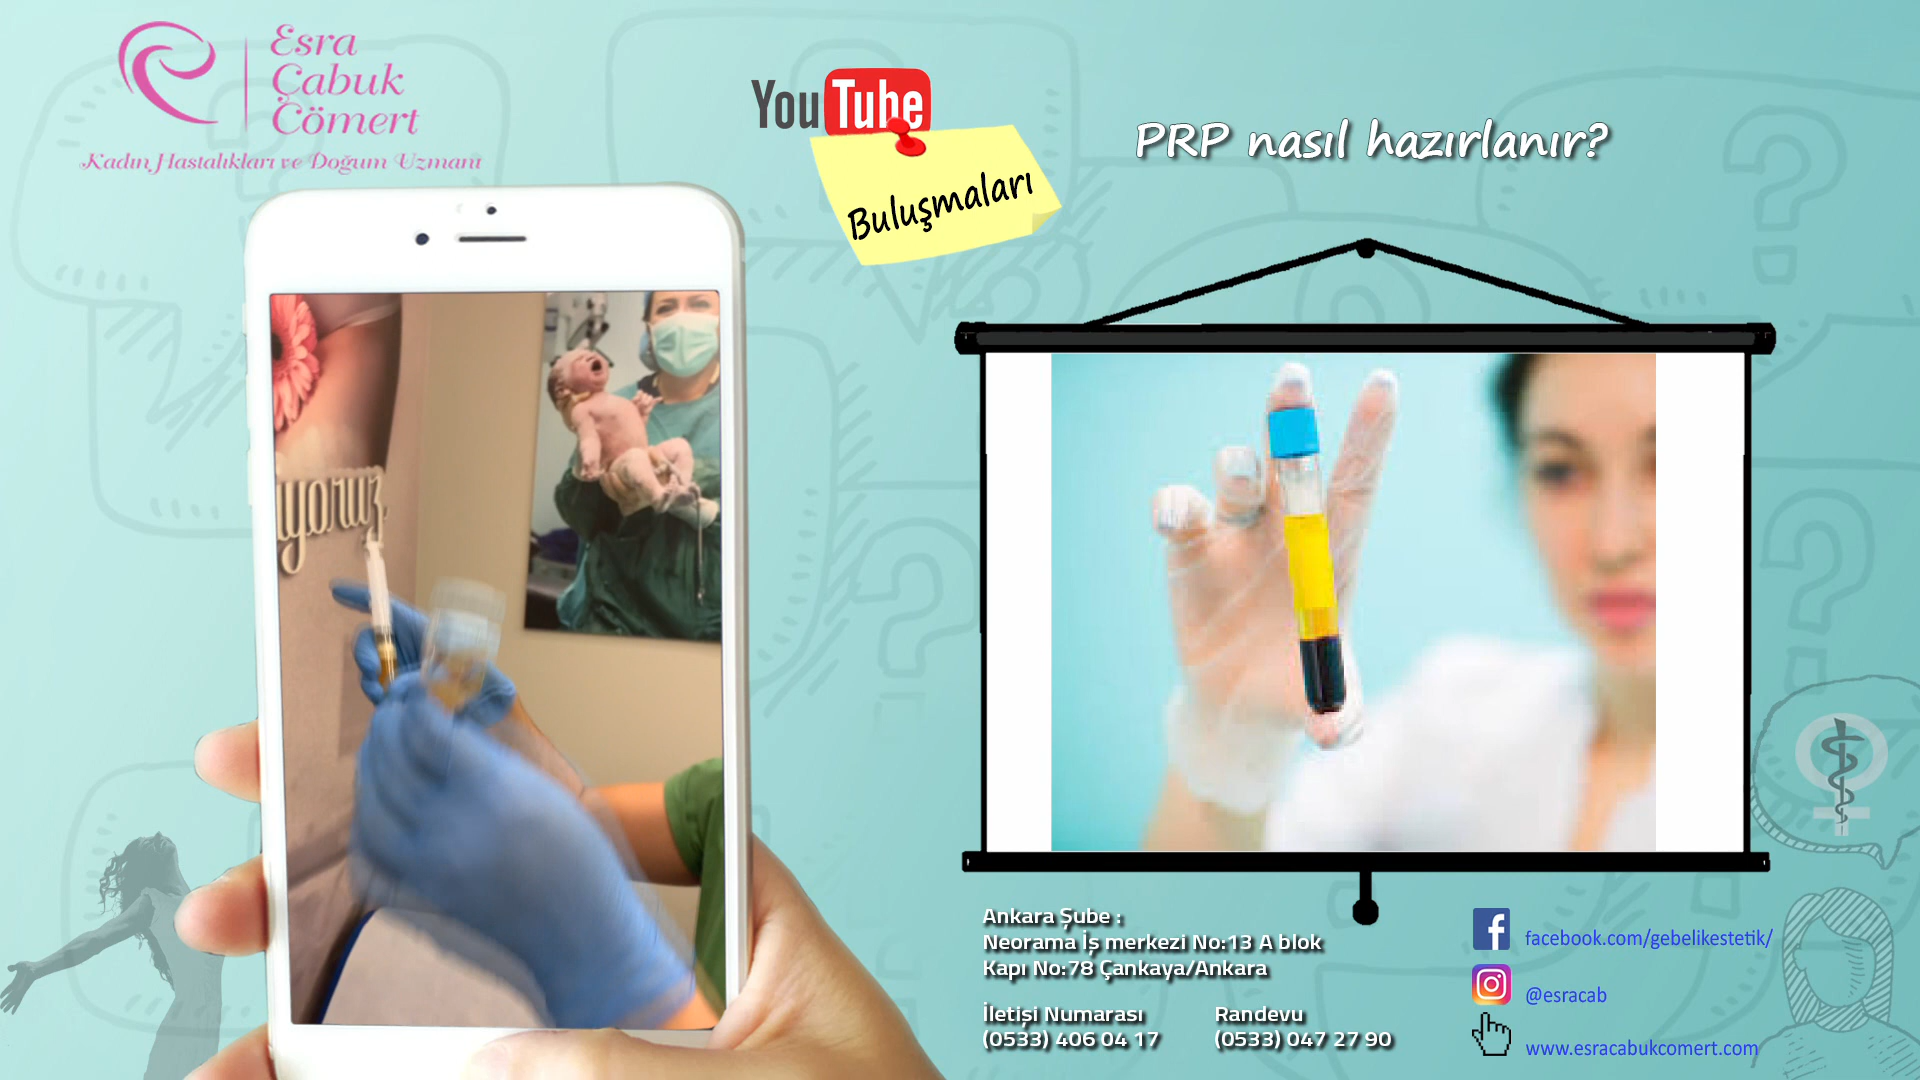 Esra
Çabuk
Çömert
Kadın Hastalıkları ve Doğum Uzmanı
YouTube
Buluşmaları
PRP nasıl hazırlanır?
ıyoruz
Ankara Şube :
Neorama İş merkezi No:13 A blok
Kapı No:78 Çankaya/Ankara
İletişi Numarası
(0533) 406 04 17
Randevu
(0533) 047 27 90
facebook.com/gebelikestetik/
@esracab
www.esracabukcomert.com